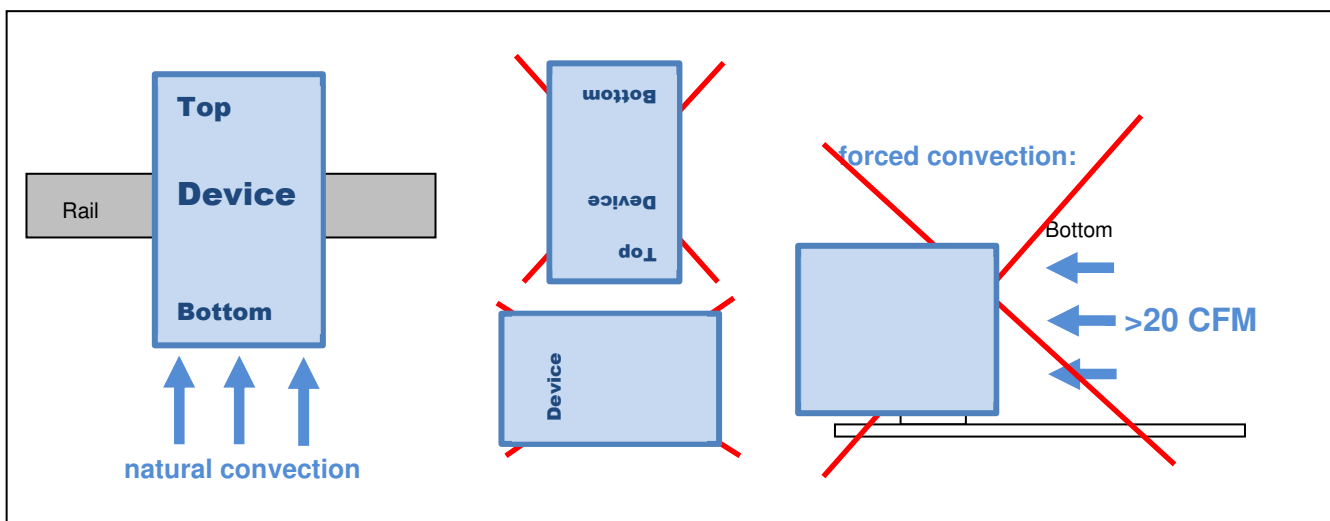 Top
Device
Rail
Bottom
natural convection
Bottom
Device
Top
Device
forced convection:
Bottom
>20 CFM